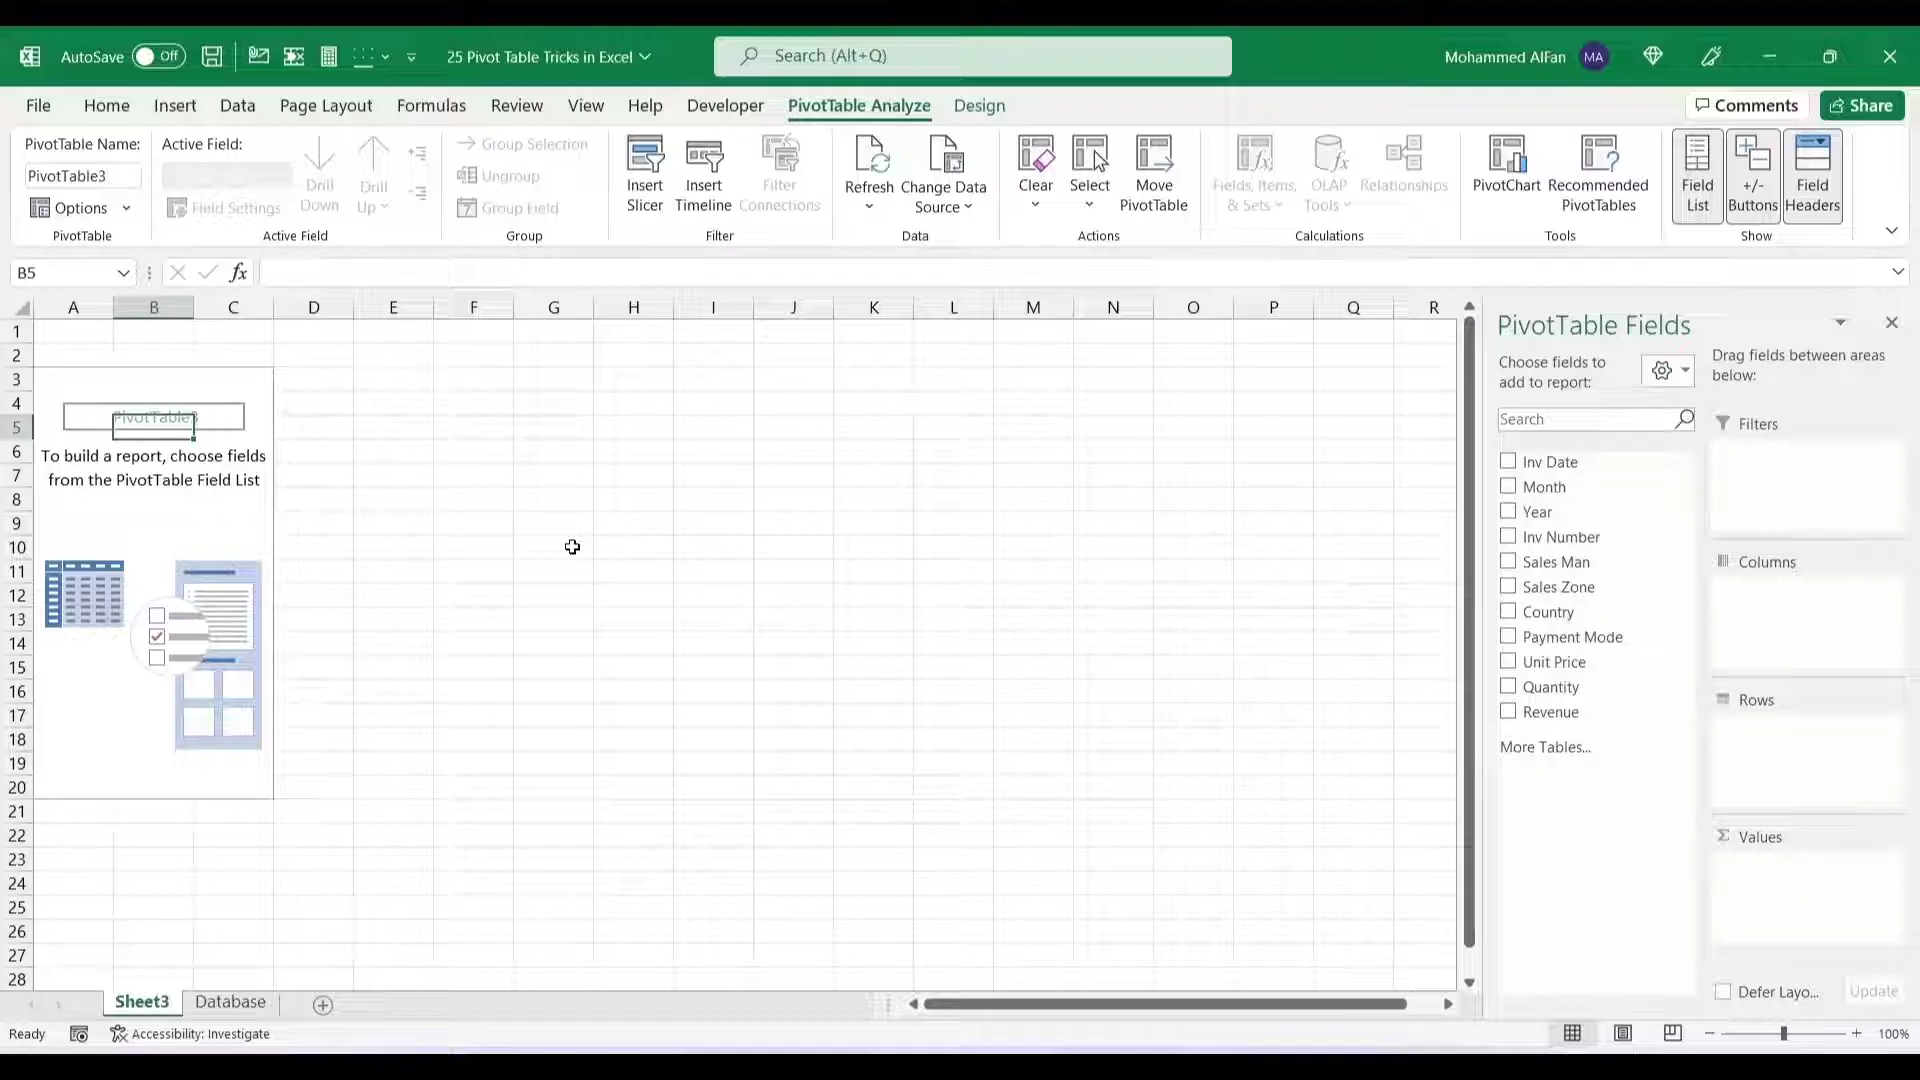 AutoSave Off 25 Pivot Table Tricks in Excel Search (Alt+Q) Mohammed AlFan MA
File Home Insert Data Page Layout Formulas Review View Help Developer PivotTable Analyze Design Comments Share
PivotTable Name:
PivotTable3
Options
PivotTable
Active Field:
Field Settings
Drill
Down
Drill
Up
Active Field
Group Selection
Ungroup
Group Field
Group
Insert
Slicer
Insert
Timeline
Filter
Connections
Filter
Refresh
Change Data
Source
Data
Clear
Select
Move
PivotTable
Actions
Fields, Items,
& Sets
OLAP
Tools
Relationships
Calculations
PivotChart
Recommended
PivotTables
Tools
Field
List
+/-
Buttons
Field
Headers
Show
B5 fx
A B C D E F G H I J K L M N O P Q R
1
2
3
4
5
6
7
8
9
10
11
12
13
14
15
16
17
18
19
20
21
22
23
24
25
26
27
28
PivotTable3
To build a report, choose fields
from the PivotTable Field List
PivotTable Fields
Choose fields to
add to report:
Search
Inv Date
Month
Year
Inv Number
Sales Man
Sales Zone
Country
Payment Mode
Unit Price
Quantity
Revenue
More Tables...
Drag fields between areas
below:
Filters
Columns
Rows
Σ Values
Defer Layo... Update
Sheet3 Database
Ready Accessibility: Investigate 100%